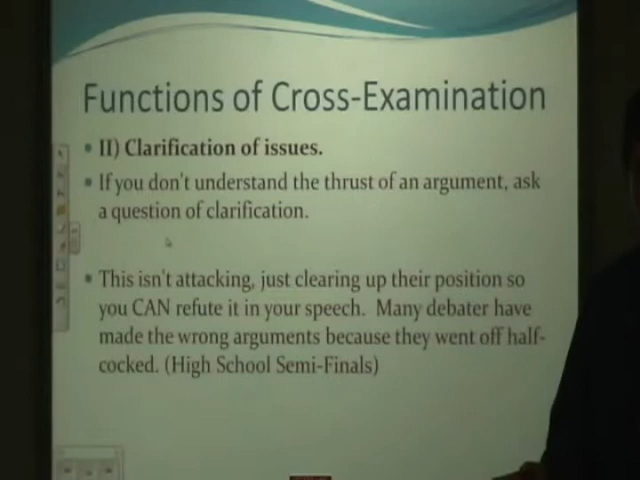 Functions of Cross-Examination
II) Clarification of issues.
If you don't understand the thrust of an argument, ask
a question of clarification.
This isn't attacking, just clearing up their position so
you CAN refute it in your speech. Many debater have
made the wrong arguments because they went off half-
cocked. (High School Semi-Finals)